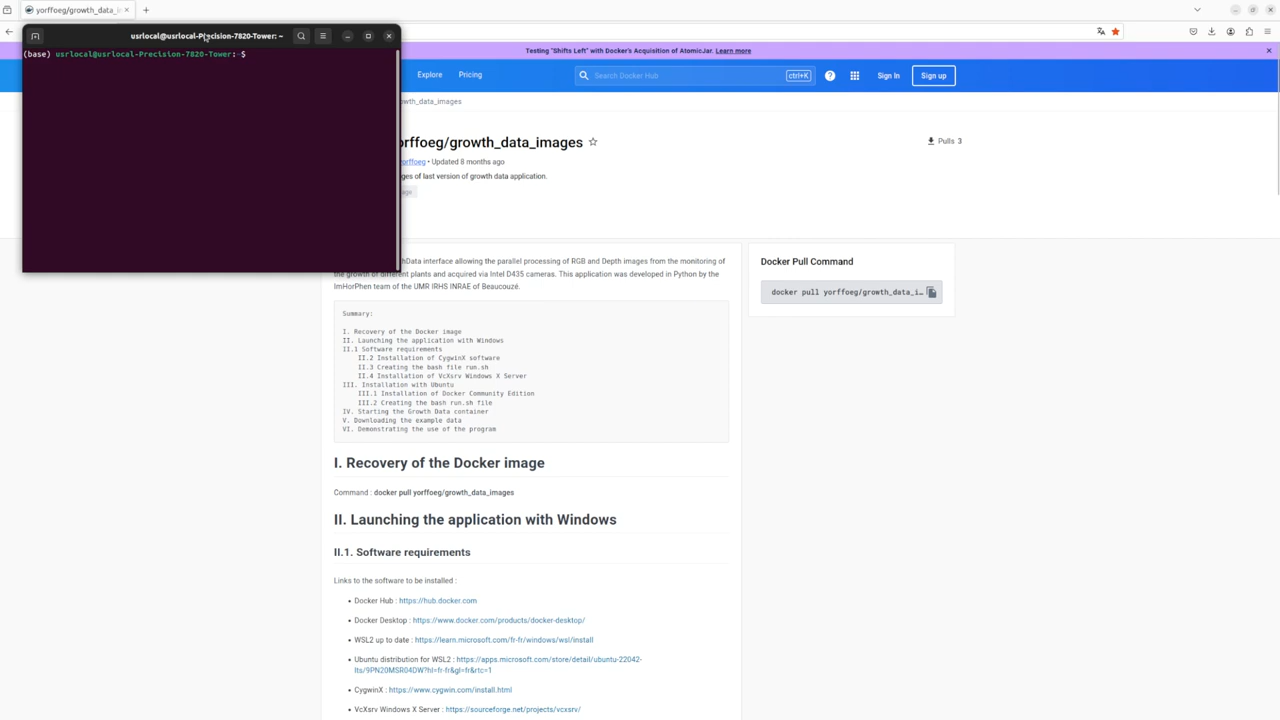 yorffoeg/growth_data_i
usrlocal@usrlocal-Precision-7820-Tower: ~
(base) usrlocal@usrlocal-Precision-7820-Tower:~$
Testing "Shifts Left" with Docker's Acquisition of AtomicJar. Learn more
Explore
Pricing
Search Docker Hub
ctrl+K
Sign In
Sign up
owth_data_images
orffoeg/growth_data_images
Pulls 3
orffoeg • Updated 8 months ago
ges of last version of growth data application.
age
hData interface allowing the parallel processing of RGB and Depth images from the monitoring
the growth of different plants and acquired via Intel D435 cameras. This application was developed in Python by the
ImHorPhen team of the UMR IRHS INRAE of Beaucouzé.
Docker Pull Command
docker pull yorffoeg/growth_data_i…
Summary:
I. Recovery of the Docker image
II. Launching the application with Windows
II.1 Software requirements
II.2 Installation of CygwinX software
II.3 Creating the bash file run.sh
II.4 Installation of VcXsrv Windows X Server
III. Installation with Ubuntu
III.1 Installation of Docker Community Edition
III.2 Creating the bash run.sh file
IV. Starting the Growth Data container
V. Downloading the example data
VI. Demonstrating the use of the program
I. Recovery of the Docker image
Command : docker pull yorffoeg/growth_data_images
II. Launching the application with Windows
II.1. Software requirements
Links to the software to be installed :
• Docker Hub : https://hub.docker.com
• Docker Desktop : https://www.docker.com/products/docker-desktop/
• WSL2 up to date : https://learn.microsoft.com/fr-fr/windows/wsl/install
• Ubuntu distribution for WSL2 : https://apps.microsoft.com/store/detail/ubuntu-22042-
lts/9PN20MSR04DW?hl=fr-fr&gl=fr&rtc=1
• CygwinX : https://www.cygwin.com/install.html
• VcXsrv Windows X Server : https://sourceforge.net/projects/vcxsrv/